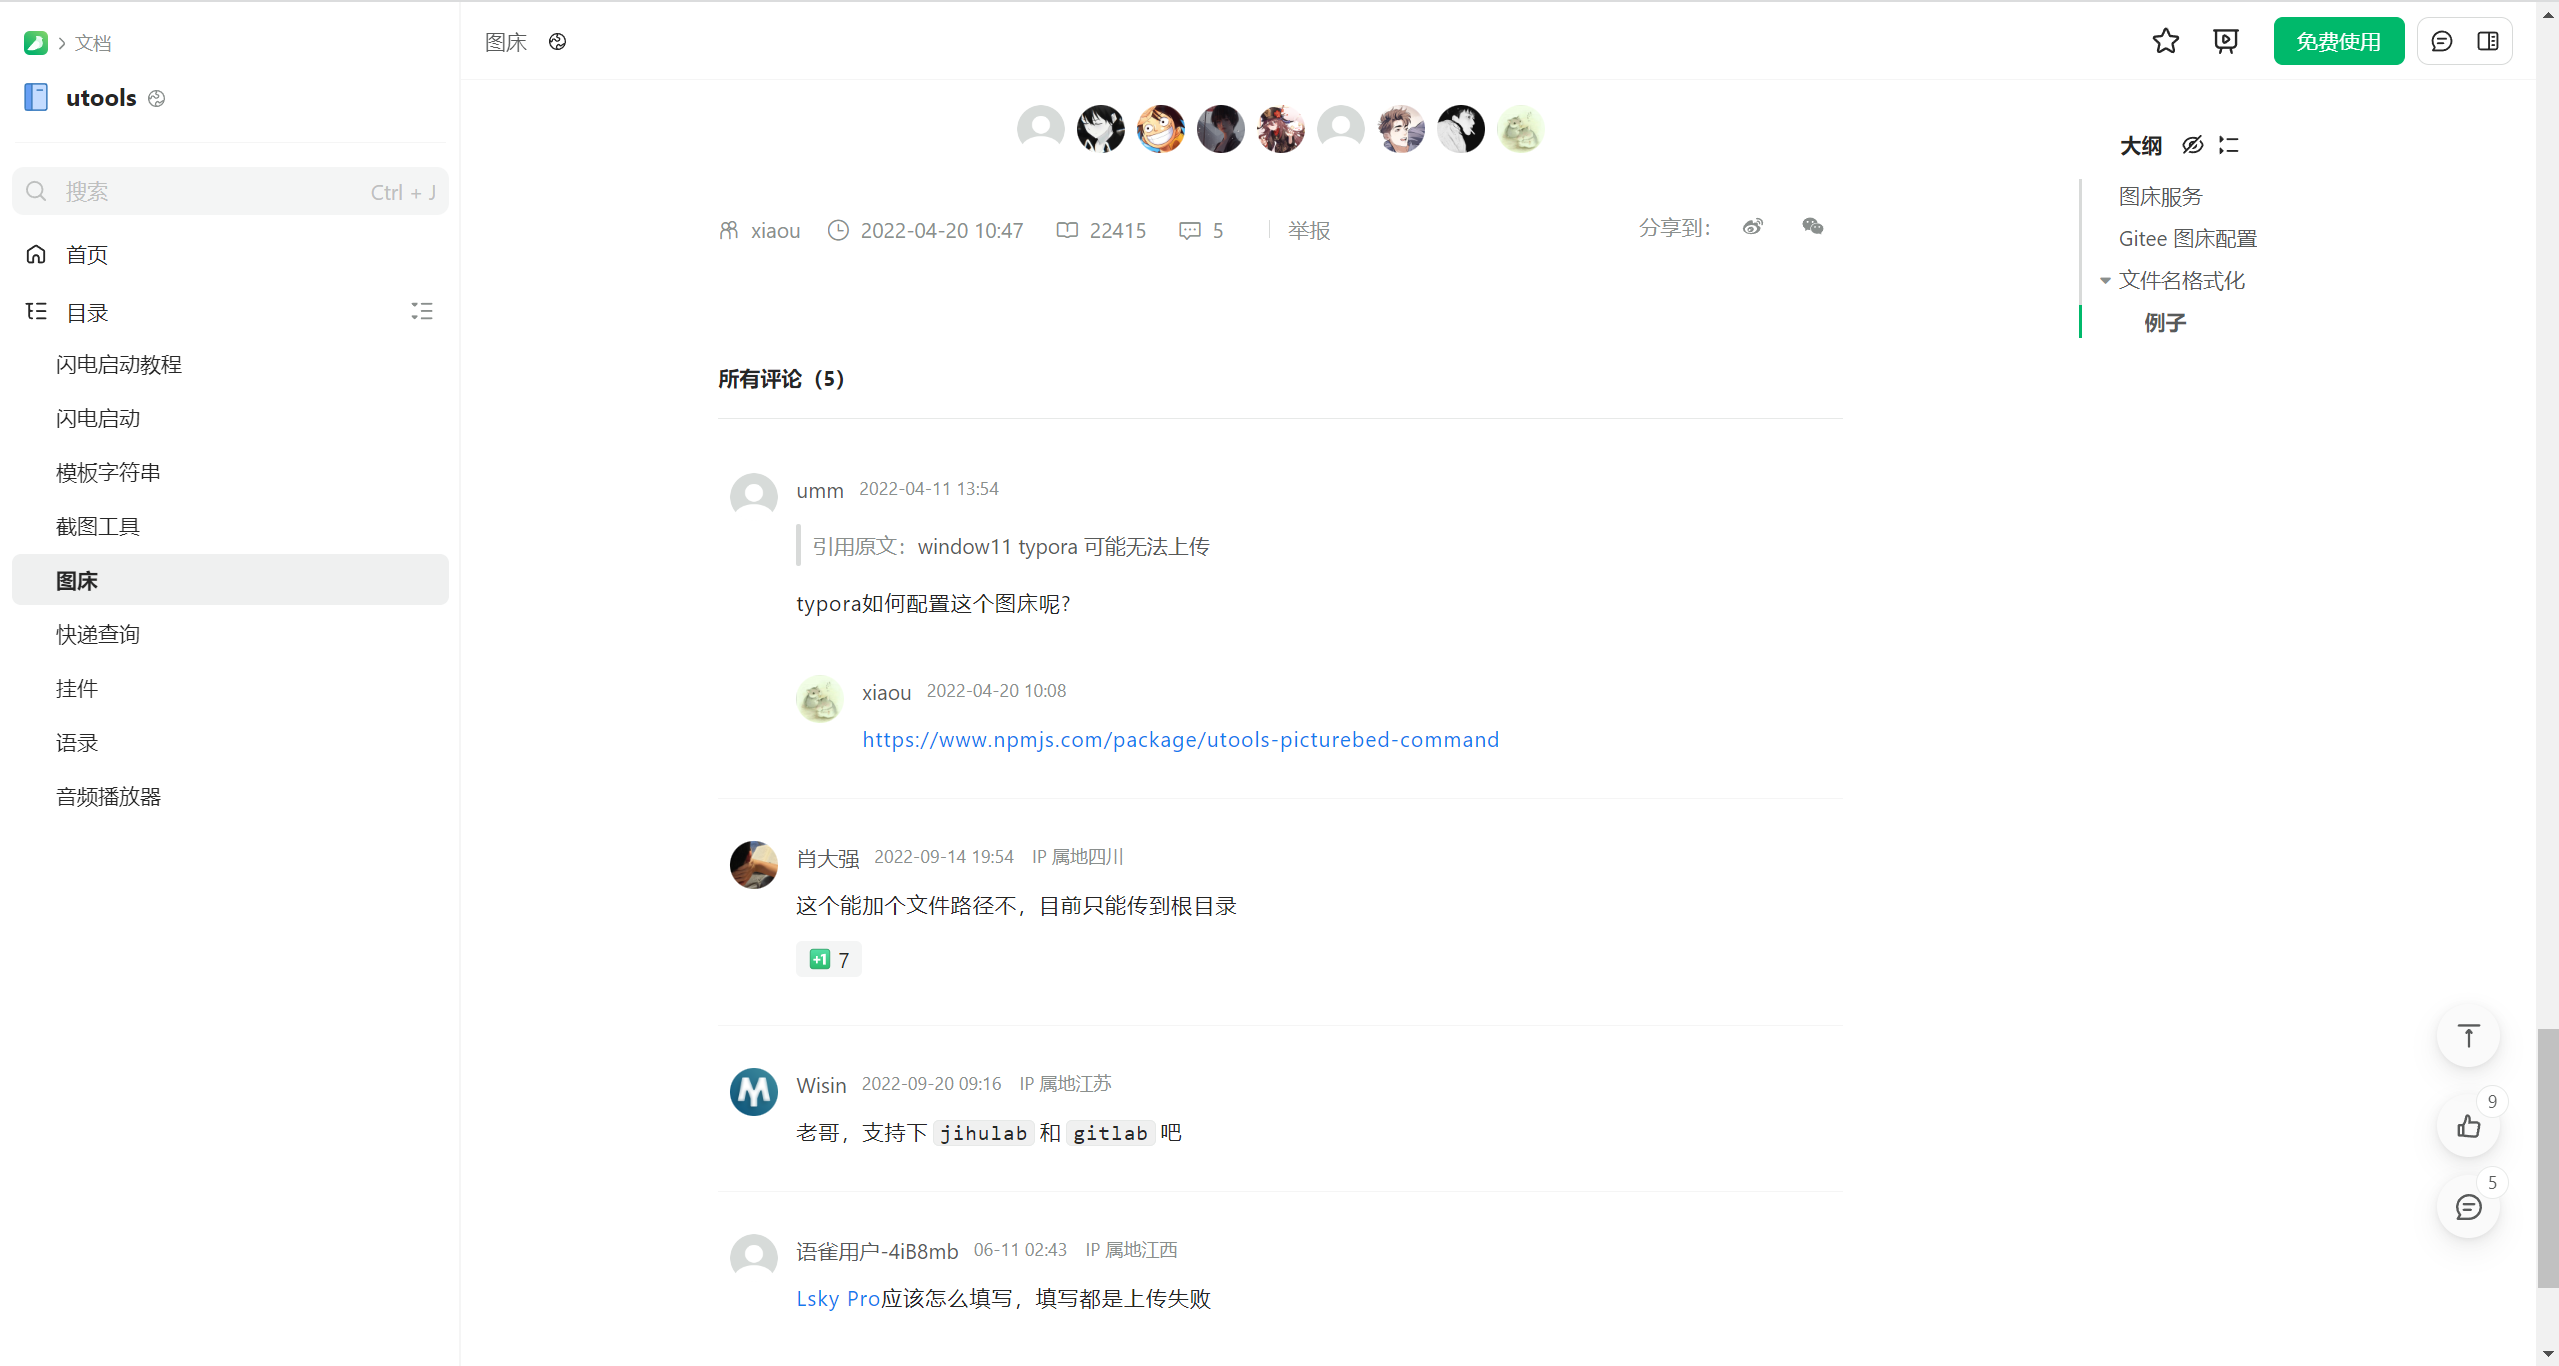 文档
utools
搜索 Ctrl + J
首页
目录
闪电启动教程
闪电启动
模板字符串
截图工具
图床
快递查询
挂件
语录
音频播放器
图床
免费使用
xiaou 2022-04-20 10:47 22415 5 举报 分享到：
所有评论（5）
umm 2022-04-11 13:54
引用原文：window11 typora 可能无法上传
typora如何配置这个图床呢？
xiaou 2022-04-20 10:08
https://www.npmjs.com/package/utools-picturebed-command
肖大强 2022-09-14 19:54 IP 属地四川
这个能加个文件路径不，目前只能传到根目录
+1 7
Wisin 2022-09-20 09:16 IP 属地江苏
老哥，支持下 jihulab 和 gitlab 吧
语雀用户-4iB8mb 06-11 02:43 IP 属地江西
Lsky Pro应该怎么填写，填写都是上传失败
大纲
图床服务
Gitee 图床配置
文件名格式化
例子
9
5